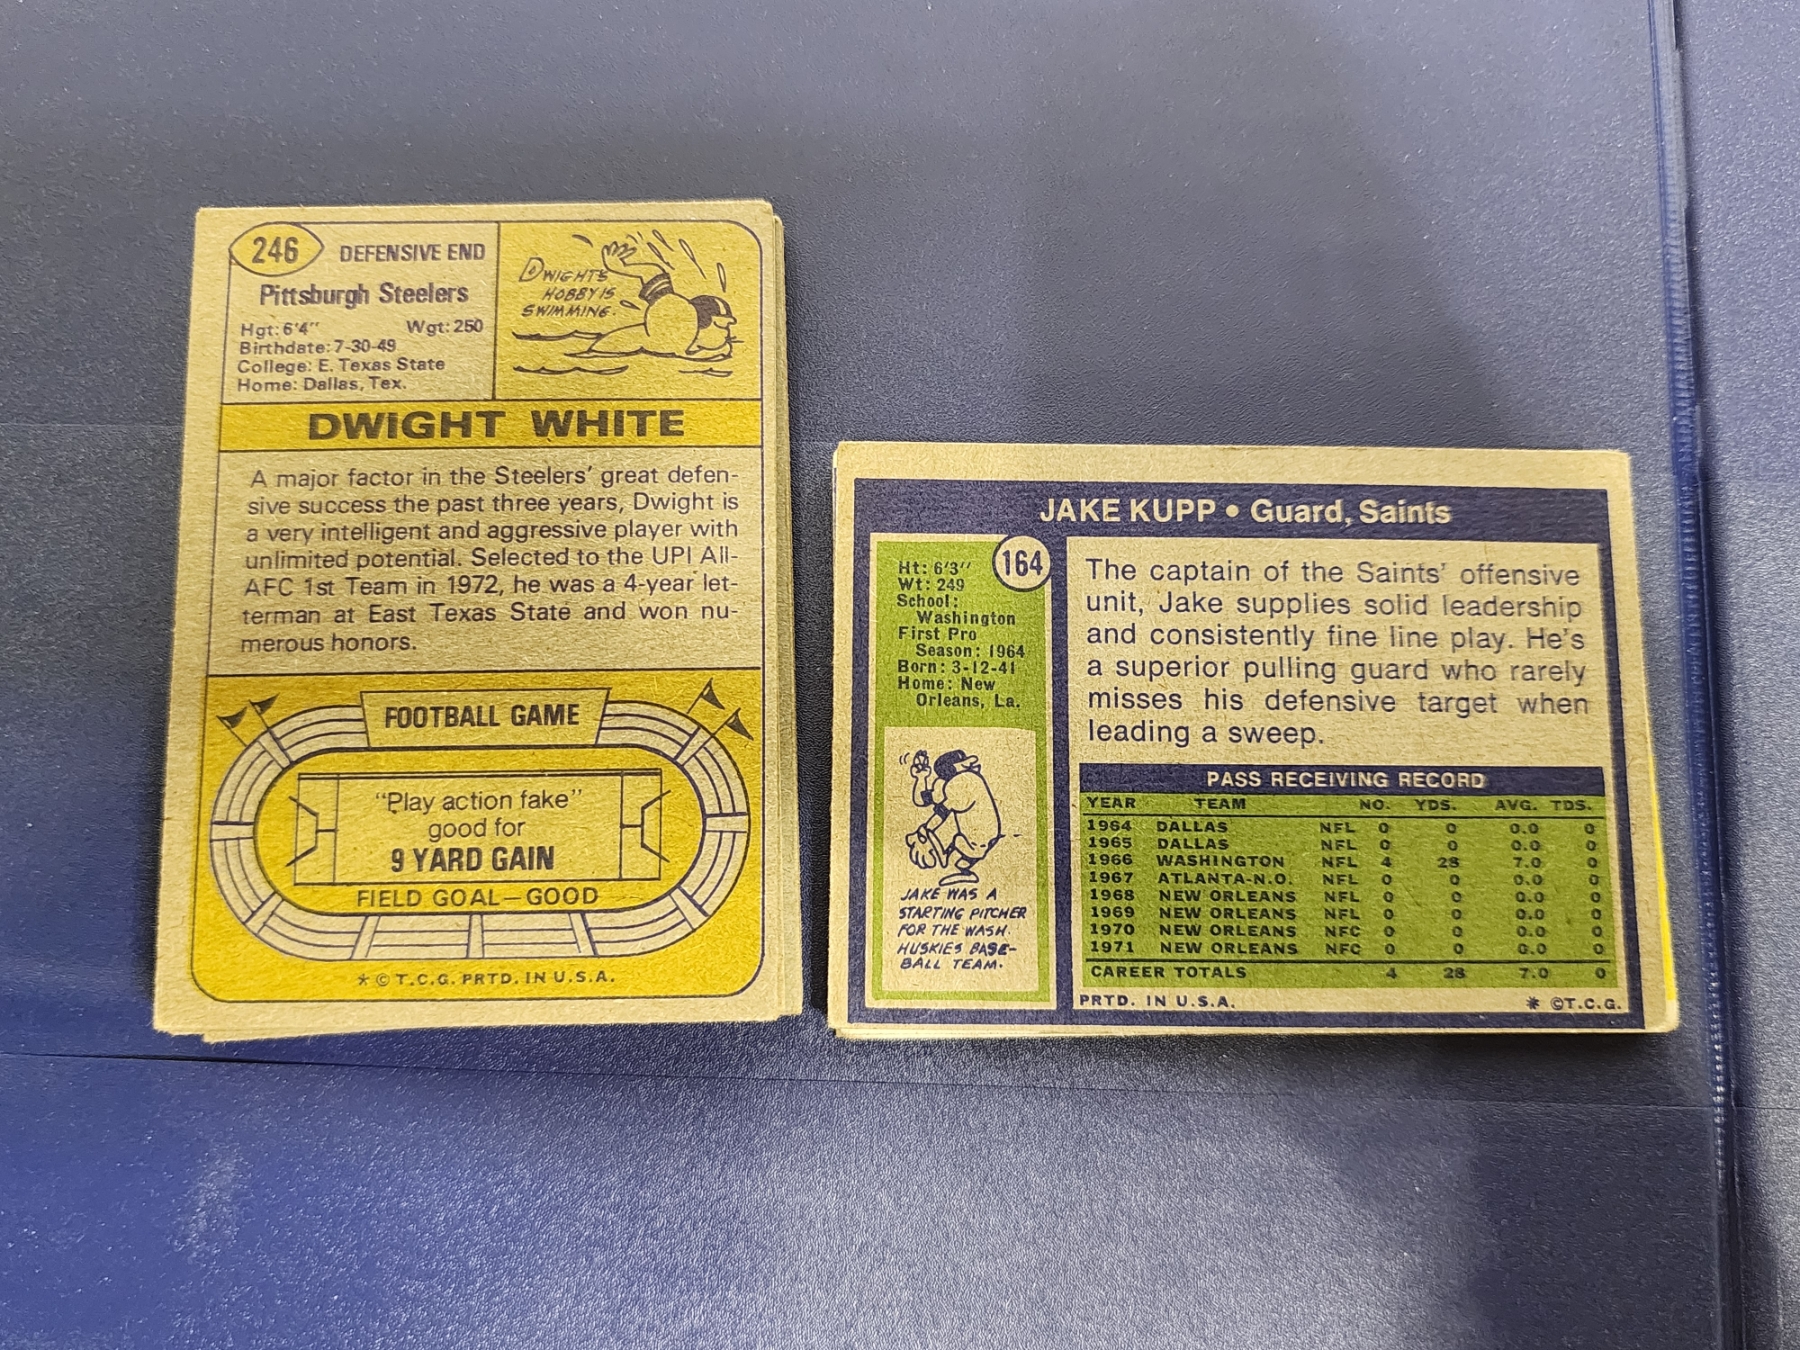 246
DEFENSIVE END
Pittsburgh Steelers
Hgt: 6'4" Wgt: 250
Birthdate: 7-30-49
College: E. Texas State
Home: Dallas, Tex.
DWIGHT'S
HOBBY IS
SWIMMING.
DWIGHT WHITE
A major factor in the Steelers' great defen-
sive success the past three years, Dwight is
a very intelligent and aggressive player with
unlimited potential. Selected to the UPI All-
AFC 1st Team in 1972, he was a 4-year let-
terman at East Texas State and won nu-
merous honors.
FOOTBALL GAME
"Play action fake"
good for
9 YARD GAIN
FIELD GOAL—GOOD
* © T.C.G. PRTD. IN U.S.A.
JAKE KUPP • Guard, Saints
164
Ht: 6'3"
Wt: 249
School:
Washington
First Pro
Season: 1964
Born: 3-12-41
Home: New
Orleans, La.
JAKE WAS A
STARTING PITCHER
FOR THE WASH.
HUSKIES BASE-
BALL TEAM.
The captain of the Saints' offensive
unit, Jake supplies solid leadership
and consistently fine line play. He's
a superior pulling guard who rarely
misses his defensive target when
leading a sweep.
PASS RECEIVING RECORD
YEAR TEAM NO. YDS. AVG. TDS.
1964 DALLAS NFL 0 0 0.0 0
1965 DALLAS NFL 0 0 0.0 0
1966 WASHINGTON NFL 4 28 7.0 0
1967 ATLANTA-N.O. NFL 0 0 0.0 0
1968 NEW ORLEANS NFL 0 0 0.0 0
1969 NEW ORLEANS NFL 0 0 0.0 0
1970 NEW ORLEANS NFC 0 0 0.0 0
1971 NEW ORLEANS NFC 0 0 0.0 0
CAREER TOTALS 4 28 7.0 0
PRTD. IN U.S.A. * ©T.C.G.